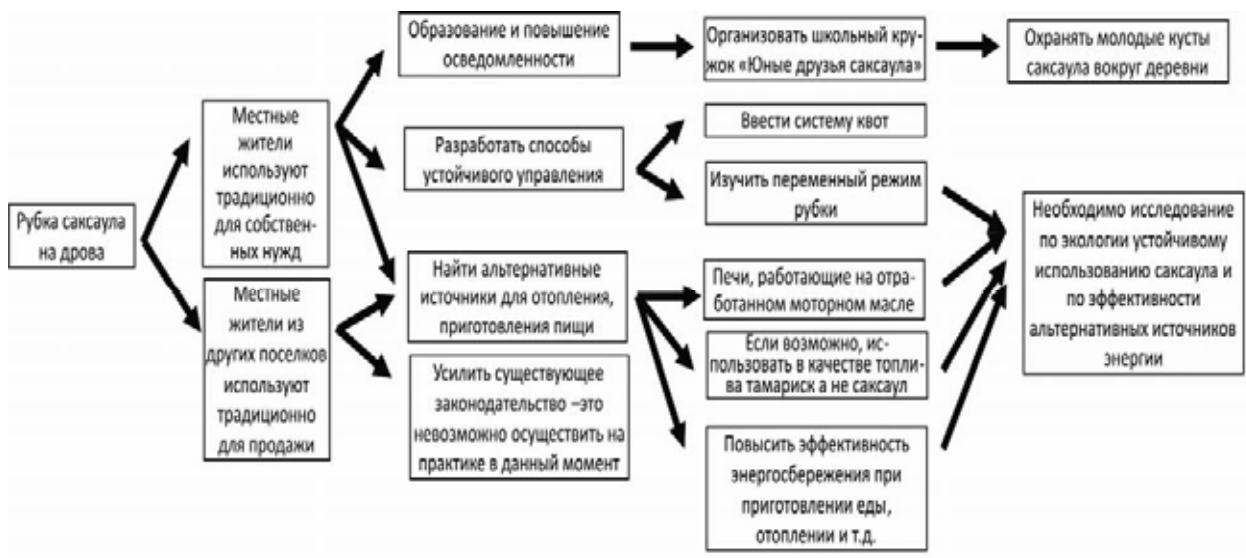 Рубка саксаула
на дрова
Местные
жители
используют
традиционно
для собствен-
ных нужд
Местные
жители из
других поселков
используют
традиционно
для продажи
Образование и повышение
осведомленности
Разработать способы
устойчивого управления
Найти альтернативные
источники для отопления,
приготовления пищи
Усилить существующее
законодательство –это
невозможно осуществить на
практике в данный момент
Организовать школьный кру-
жок «Юные друзья саксаула»
Ввести систему квот
Изучить переменный режим
рубки
Печи, работающие на отра-
ботанном моторном масле
Если возможно, ис-
пользовать в качестве топли-
ва тамариск а не саксаул
Повысить эффективность
энергосбережения при
приготовлении еды,
отоплении и т.д.
Охранять молодые кусты
саксаула вокруг деревни
Необходимо исследование
по экологии устойчивому
использованию саксаула и
по эффективности
альтернативных источников
энергии